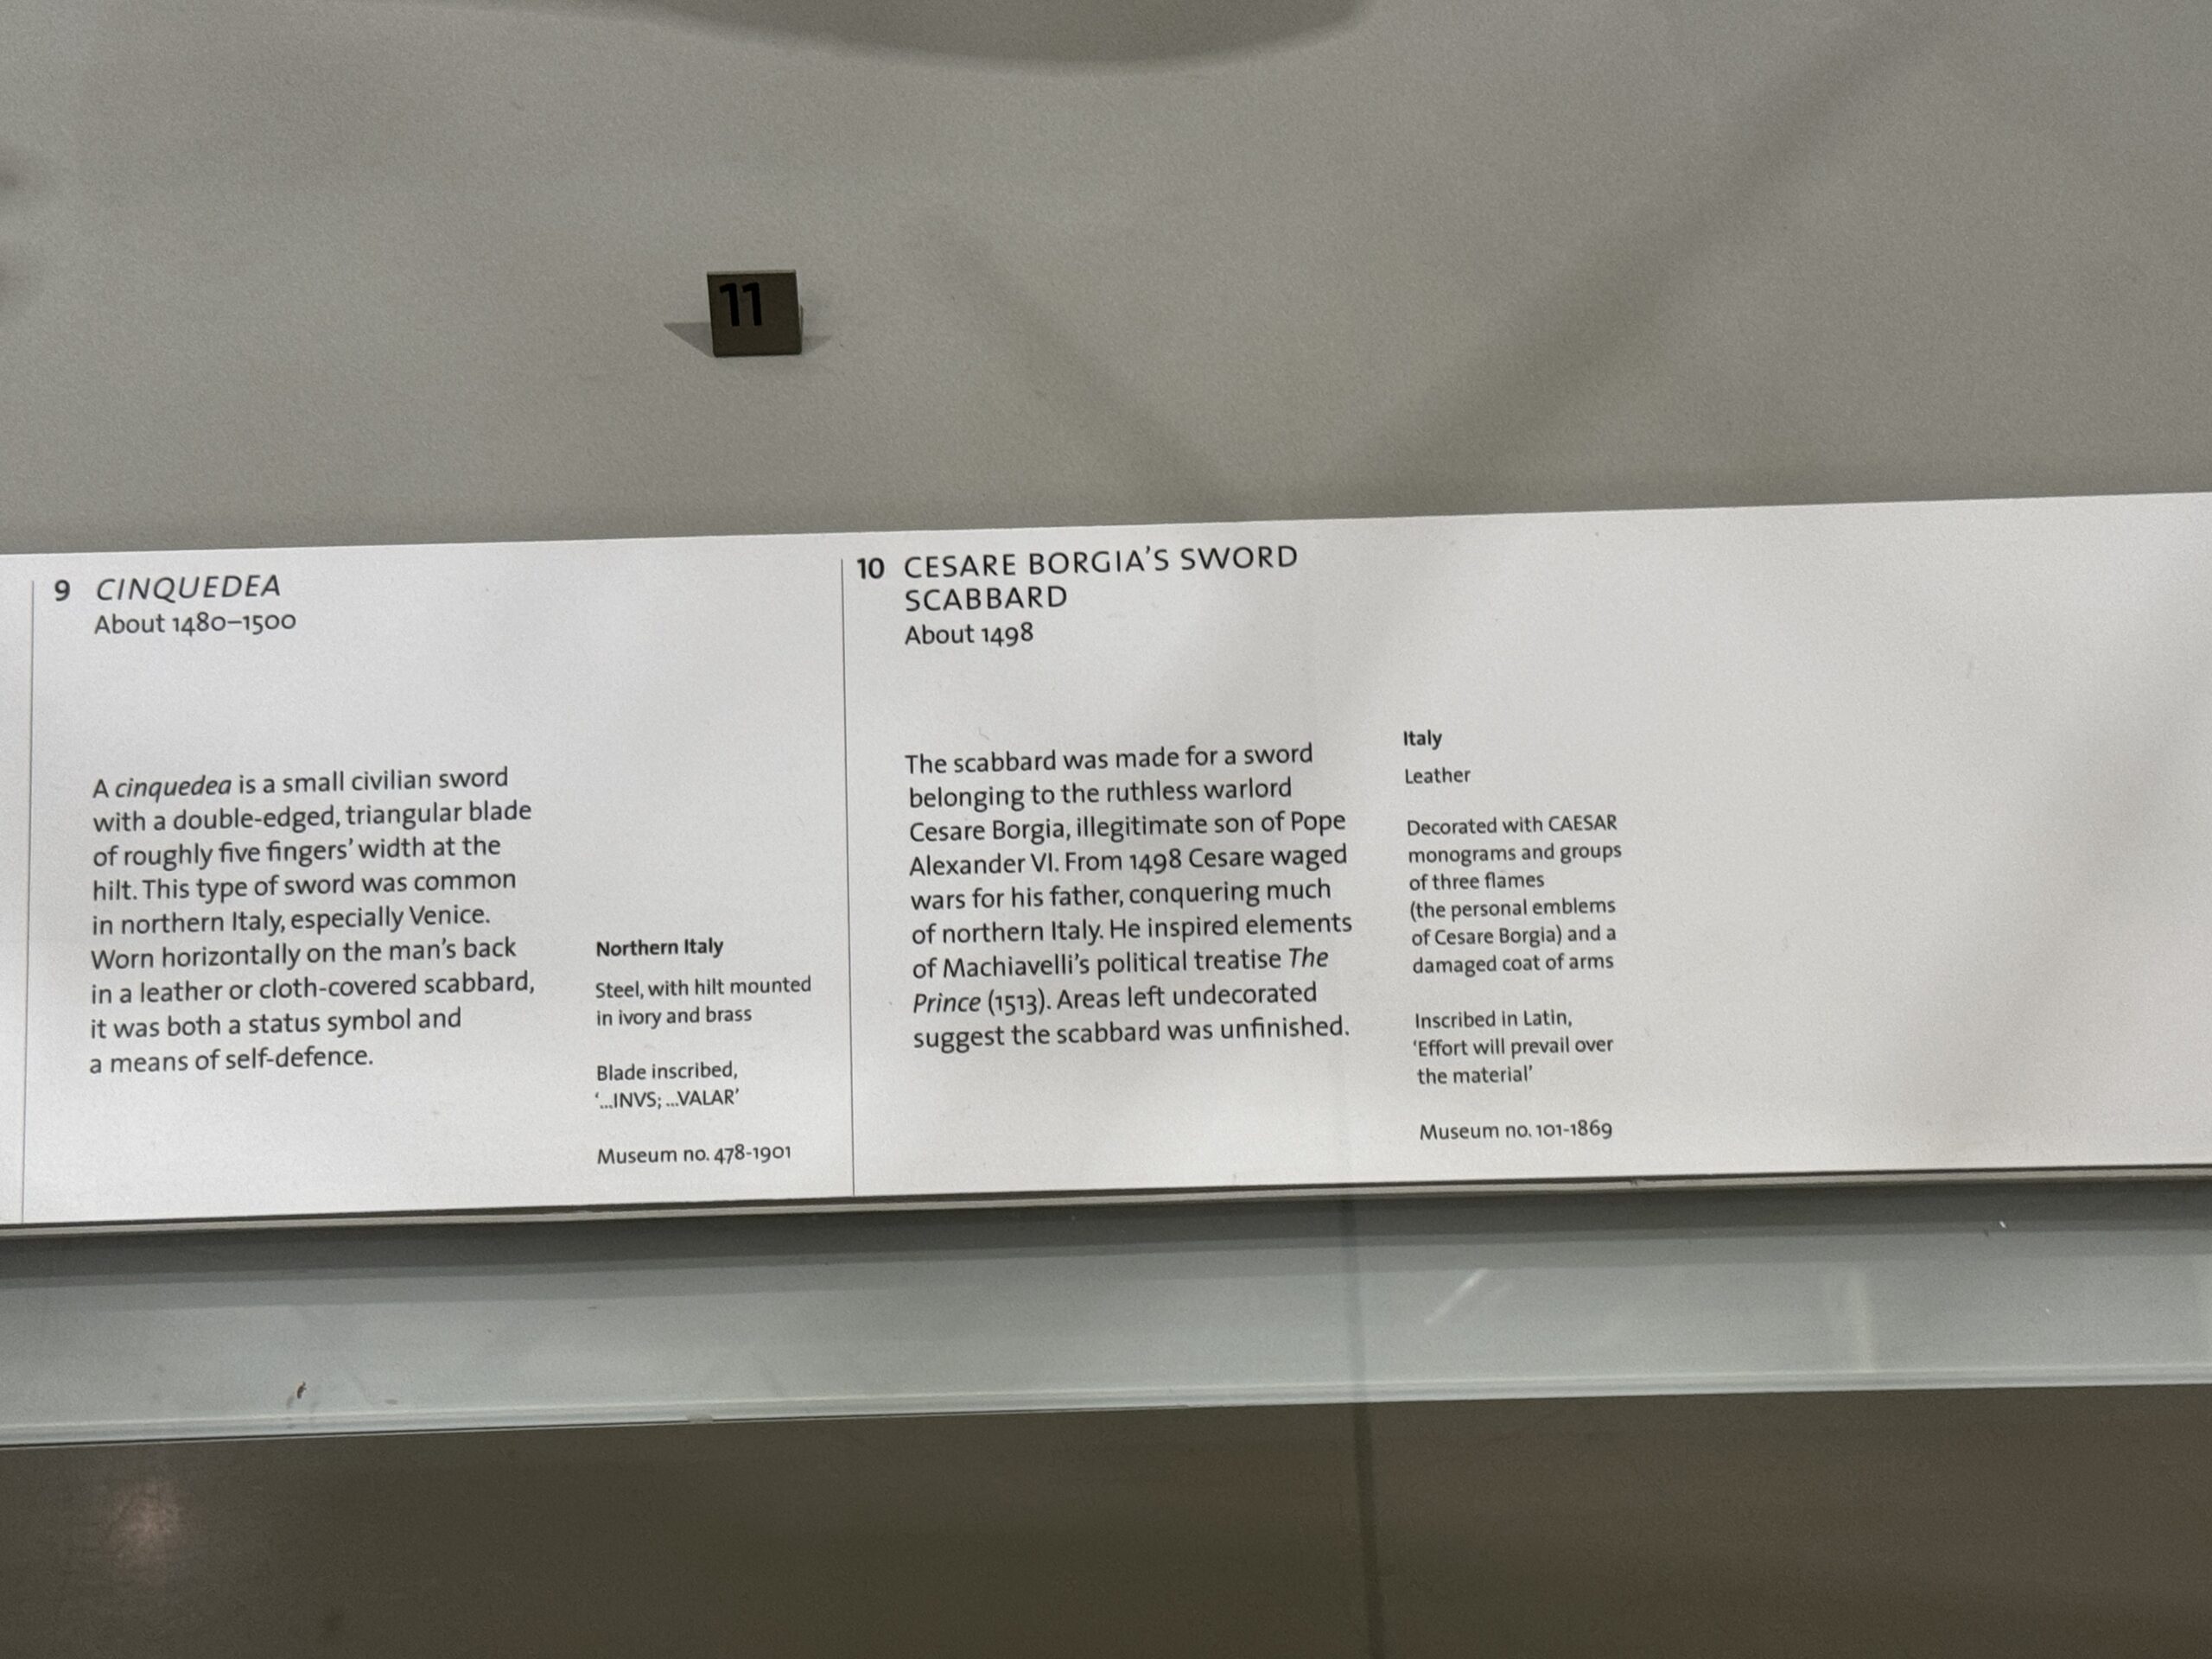 11
9 CINQUEDEA
About 1480–1500
A cinquedea is a small civilian sword
with a double-edged, triangular blade
of roughly five fingers' width at the
hilt. This type of sword was common
in northern Italy, especially Venice.
Worn horizontally on the man's back
in a leather or cloth-covered scabbard,
it was both a status symbol and
a means of self-defence.
Northern Italy
Steel, with hilt mounted
in ivory and brass
Blade inscribed,
‘...INVS; ...VALAR’
Museum no. 478-1901
10 CESARE BORGIA'S SWORD
SCABBARD
About 1498
The scabbard was made for a sword
belonging to the ruthless warlord
Cesare Borgia, illegitimate son of Pope
Alexander VI. From 1498 Cesare waged
wars for his father, conquering much
of northern Italy. He inspired elements
of Machiavelli's political treatise The
Prince (1513). Areas left undecorated
suggest the scabbard was unfinished.
Italy
Leather
Decorated with CAESAR
monograms and groups
of three flames
(the personal emblems
of Cesare Borgia) and a
damaged coat of arms
Inscribed in Latin,
‘Effort will prevail over
the material’
Museum no. 101-1869